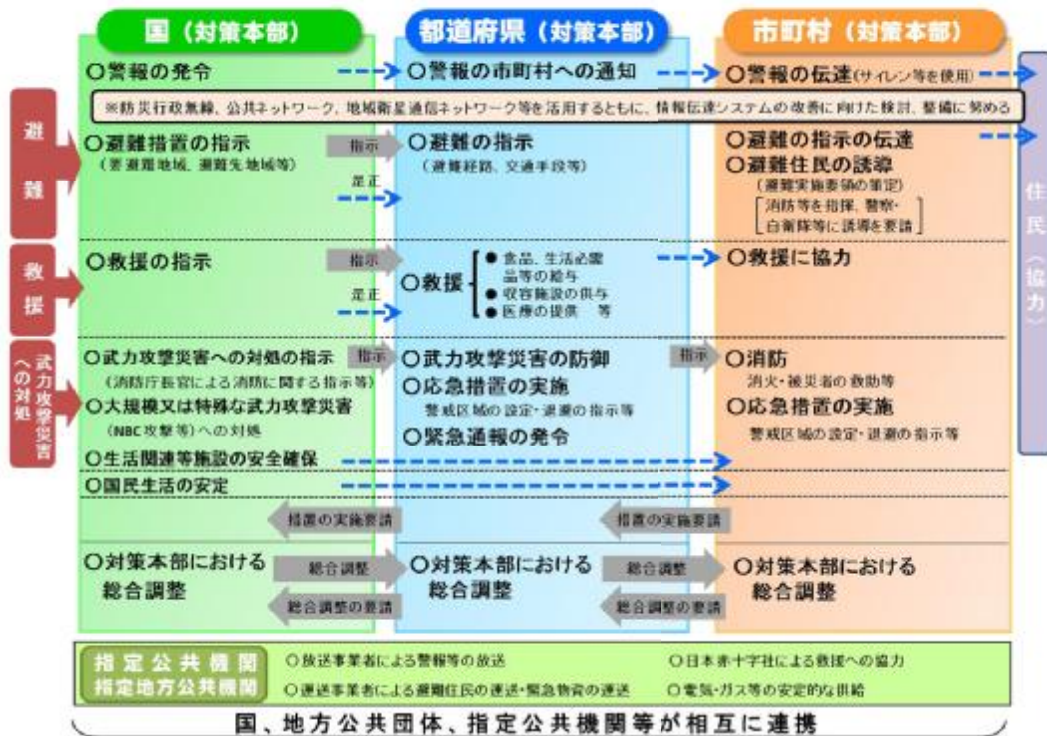 国（対策本部）
都道府県（対策本部）
市町村（対策本部）
〇警報の発令
〇警報の市町村への通知
〇警報の伝達(サイレン等を使用)
※防災行政無線、公共ネットワーク、地域衛星通信ネットワーク等を活用するともに、情報伝達システムの改善に向けた検討、整備に努める
避難
〇避難措置の指示
（要避難地域、避難先地域等）
指示
是正
〇避難の指示
（避難経路、交通手段等）
〇避難の指示の伝達
〇避難住民の誘導
（避難実施要領の策定）
消防等を指揮、警察・
自衛隊等に誘導を要請
住民（協力）
救援
〇救援の指示
指示
是正
〇救援
● 食品、生活必需
品等の給与
● 収容施設の供与
● 医療の提供　等
〇救援に協力
武力攻撃災害
への対処
〇武力攻撃災害への対処の指示
（消防庁長官による消防に関する指示等）
〇大規模又は特殊な武力攻撃災害
（NBC攻撃等）への対処
〇生活関連等施設の安全確保
〇国民生活の安定
指示
〇武力攻撃災害の防御
〇応急措置の実施
警戒区域の設定・退避の指示等
〇緊急通報の発令
指示
〇消防
消火・被災者の救助等
〇応急措置の実施
警戒区域の設定・退避の指示等
措置の実施要請
措置の実施要請
〇対策本部における
総合調整
総合調整
総合調整の要請
〇対策本部における
総合調整
総合調整
総合調整の要請
〇対策本部における
総合調整
指定公共機関
指定地方公共機関
〇放送事業者による警報等の放送
〇日本赤十字社による救援への協力
〇運送事業者による避難住民の運送・緊急物資の運送
〇電気・ガス等の安定的な供給
国、地方公共団体、指定公共機関等が相互に連携